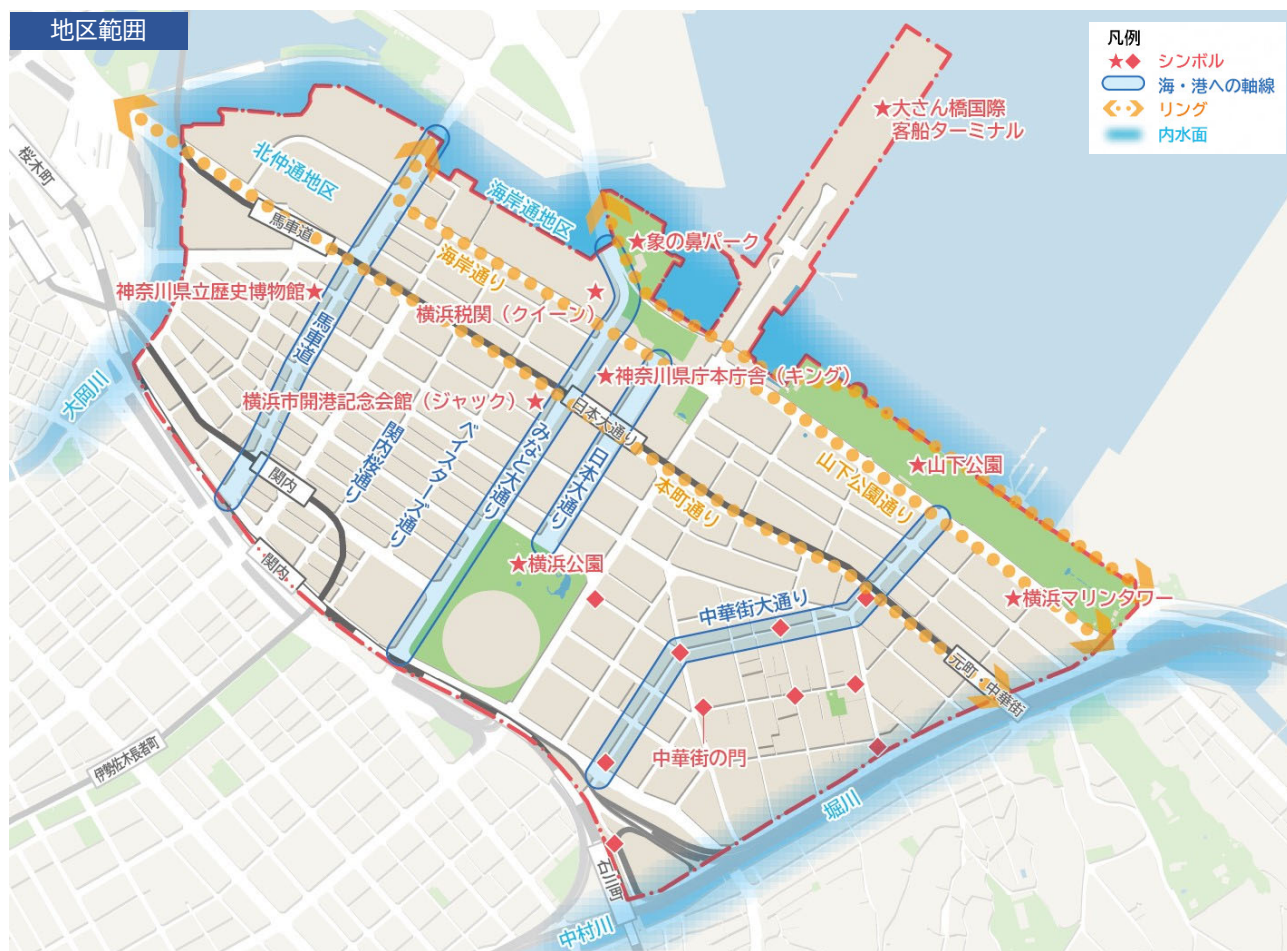 地区範囲
凡例
★◆ シンボル
海・港への軸線
リング
内水面
★大さん橋国際
客船ターミナル
桜木町
北仲通地区
海岸通地区
馬車道
★象の鼻パーク
海岸通り
神奈川県立歴史博物館★
横浜税関（クイーン）★
馬車道
★神奈川県庁本庁舎（キング）
大岡川
横浜市開港記念会館（ジャック）★
日本大通り
関内桜通り
ベイスターズ通り
みなと大通り
日本大通り
本町通り
山下公園通り
★山下公園
関内
関内
★横浜公園
中華街大通り
★横浜マリンタワー
元町・中華街
中華街の門
伊勢佐木長者町
堀川
石川町
中村川